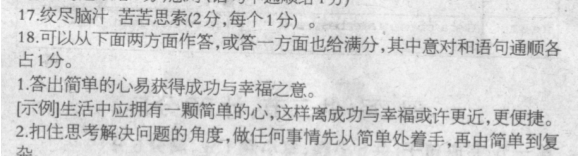 17.绞尽脑汁 苦苦思索(2分,每个1分)。
18.可以从下面两方面作答,或答一方面也给满分,其中意对和语句通顺各
占1分。
1.答出简单的心易获得成功与幸福之意。
[示例]生活中应拥有一颗简单的心,这样离成功与幸福或许更近,更便捷。
2.扣住思考解决问题的角度,做任何事情先从简单处着手,再由简单到复